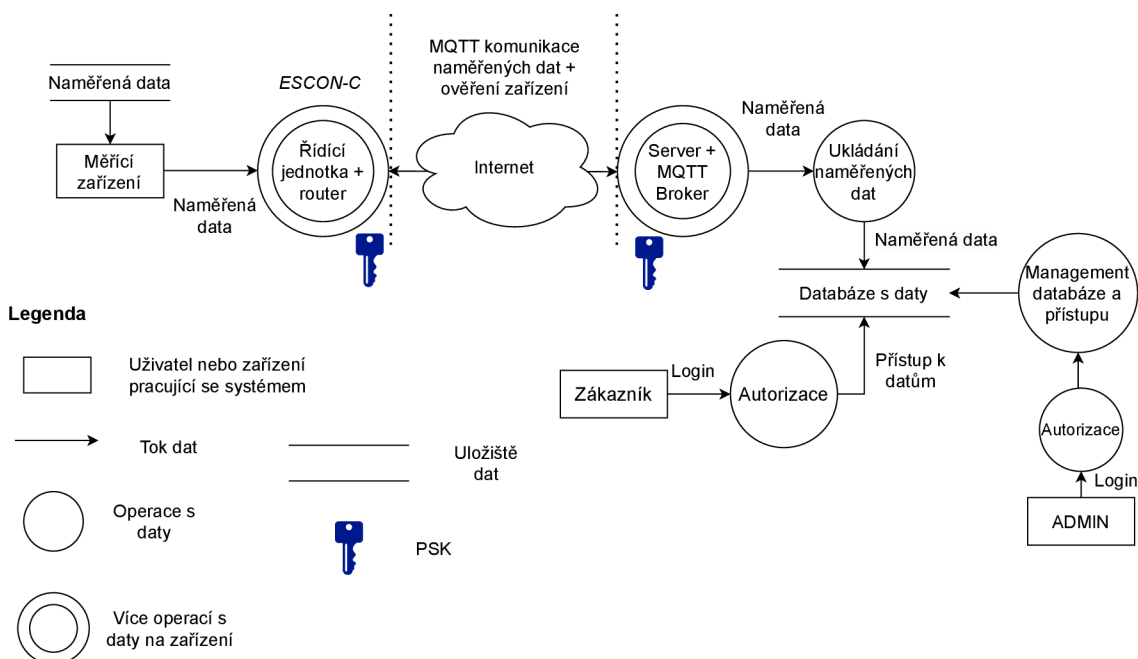 MQTT komunikace
naměřených dat +
ověření zařízení
Naměřená data
ESCON-C
Měřící
zařízení
Naměřená
data
Řídící
jednotka +
router
Internet
Server +
MQTT
Broker
Naměřená
data
Ukládání
naměřených
dat
Naměřená data
Databáze s daty
Management
databáze a
přístupu
Zákazník
Login
Autorizace
Přístup k
datům
Autorizace
Login
ADMIN
Legenda
Uživatel nebo zařízení
pracující se systémem
Tok dat
Uložiště
dat
Operace s
daty
PSK
Více operací s
daty na zařízení